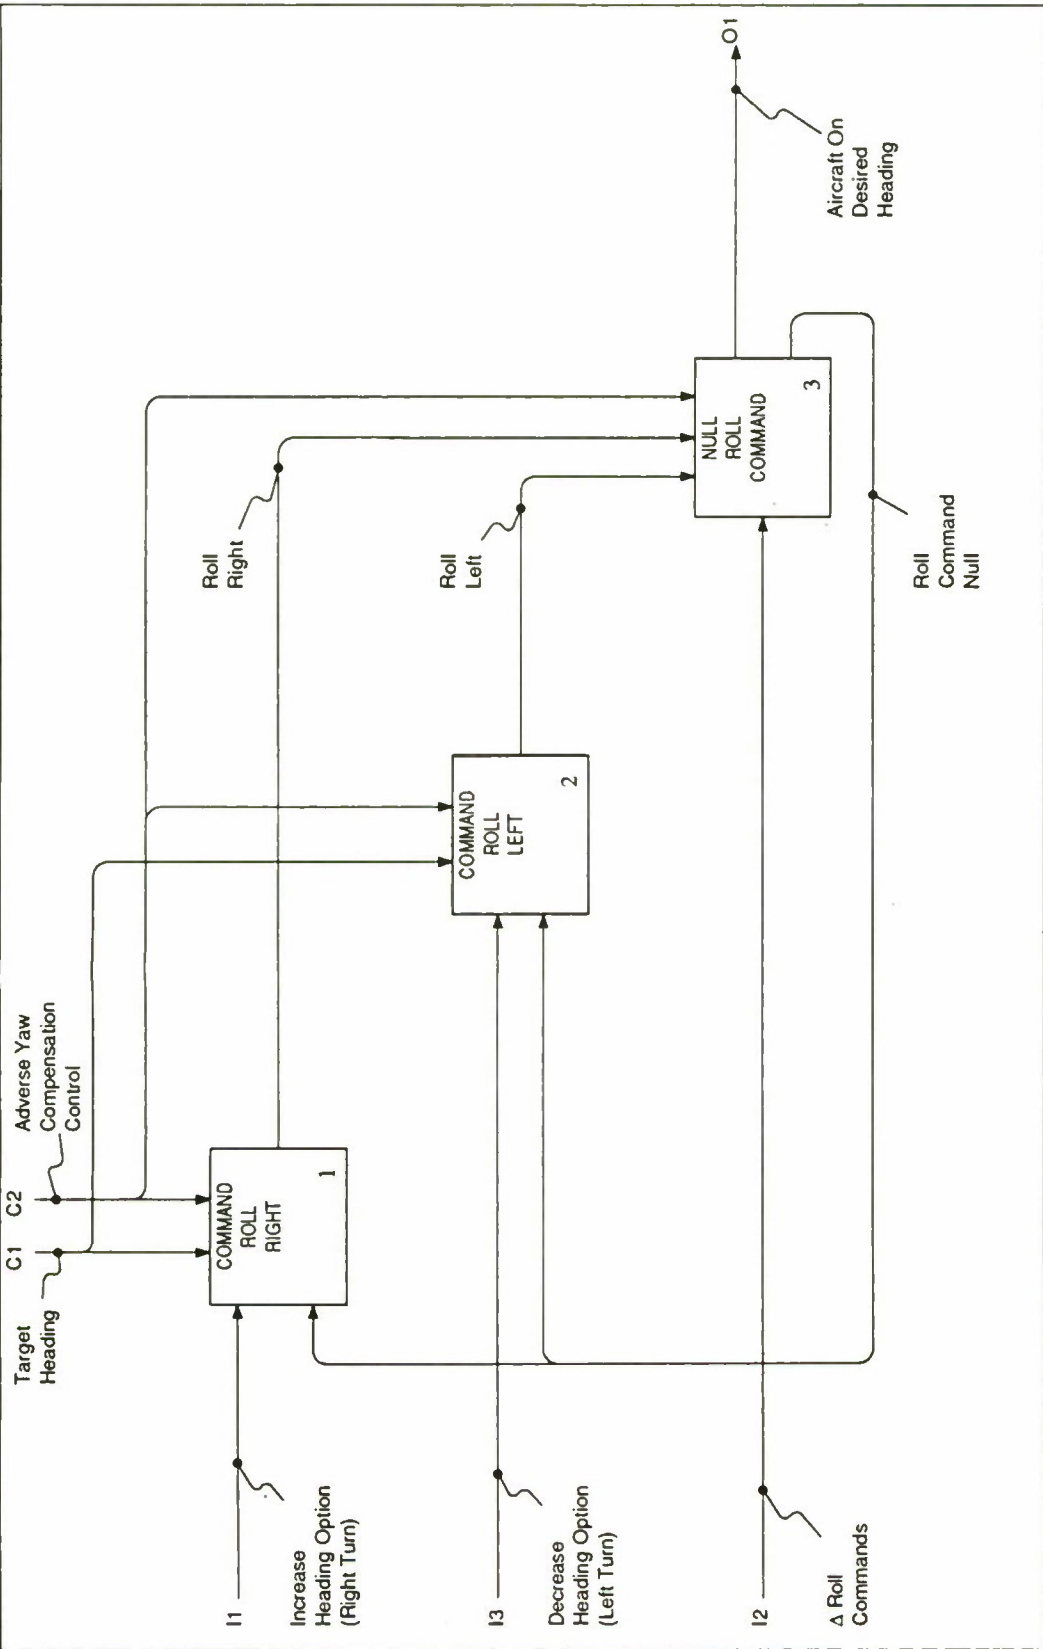 C1
C2
Target
Heading
Adverse Yaw
Compensation
Control
I1
Increase
Heading Option
(Right Turn)
COMMAND
ROLL
RIGHT
1
Roll
Right
I3
Decrease
Heading Option
(Left Turn)
COMMAND
ROLL
LEFT
2
Roll
Left
I2
Δ Roll
Commands
NULL
ROLL
COMMAND
3
Roll
Command
Null
O1
Aircraft On
Desired
Heading